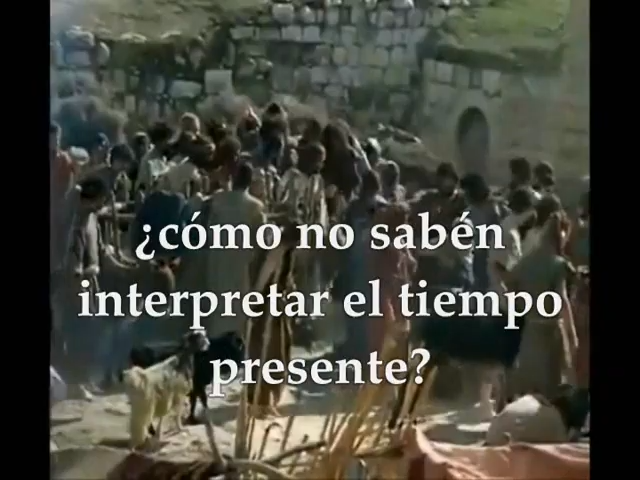 ¿cómo no sabén
interpretar el tiempo
presente?